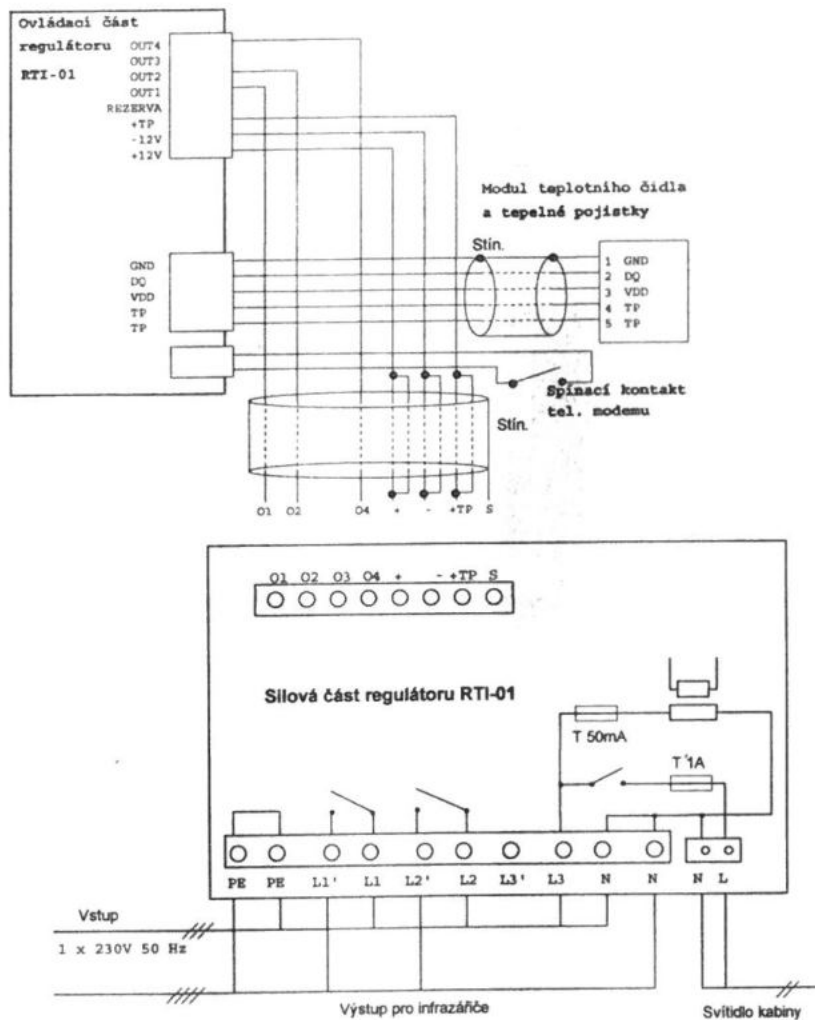 Ovládací část
regulátoru
RTI-01
OUT4
OUT3
OUT2
OUT1
REZERVA
+TP
-12V
+12V
GND
DQ
VDD
TP
TP
Modul teplotního čidla
a tepelné pojistky
Stín.
1 GND
2 DQ
3 VDD
4 TP
5 TP
Spínací kontakt
tel. modemu
Stín.
O1 O2 O4 + - +TP S
O1 O2 O3 O4 + - +TP S
Silová část regulátoru RTI-01
T 50mA
T 1A
PE PE L1' L1 L2' L2 L3' L3 N N N L
Vstup
1 x 230V 50 Hz
Výstup pro infrazářiče
Svítidlo kabiny